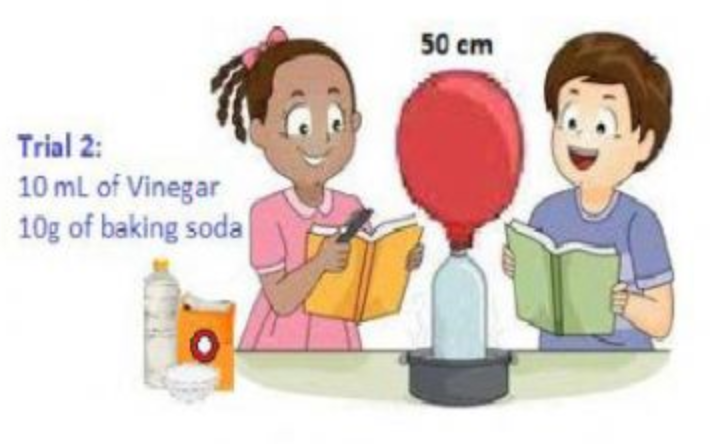 50 cm
Trial 2:
10 mL of Vinegar
10g of baking soda